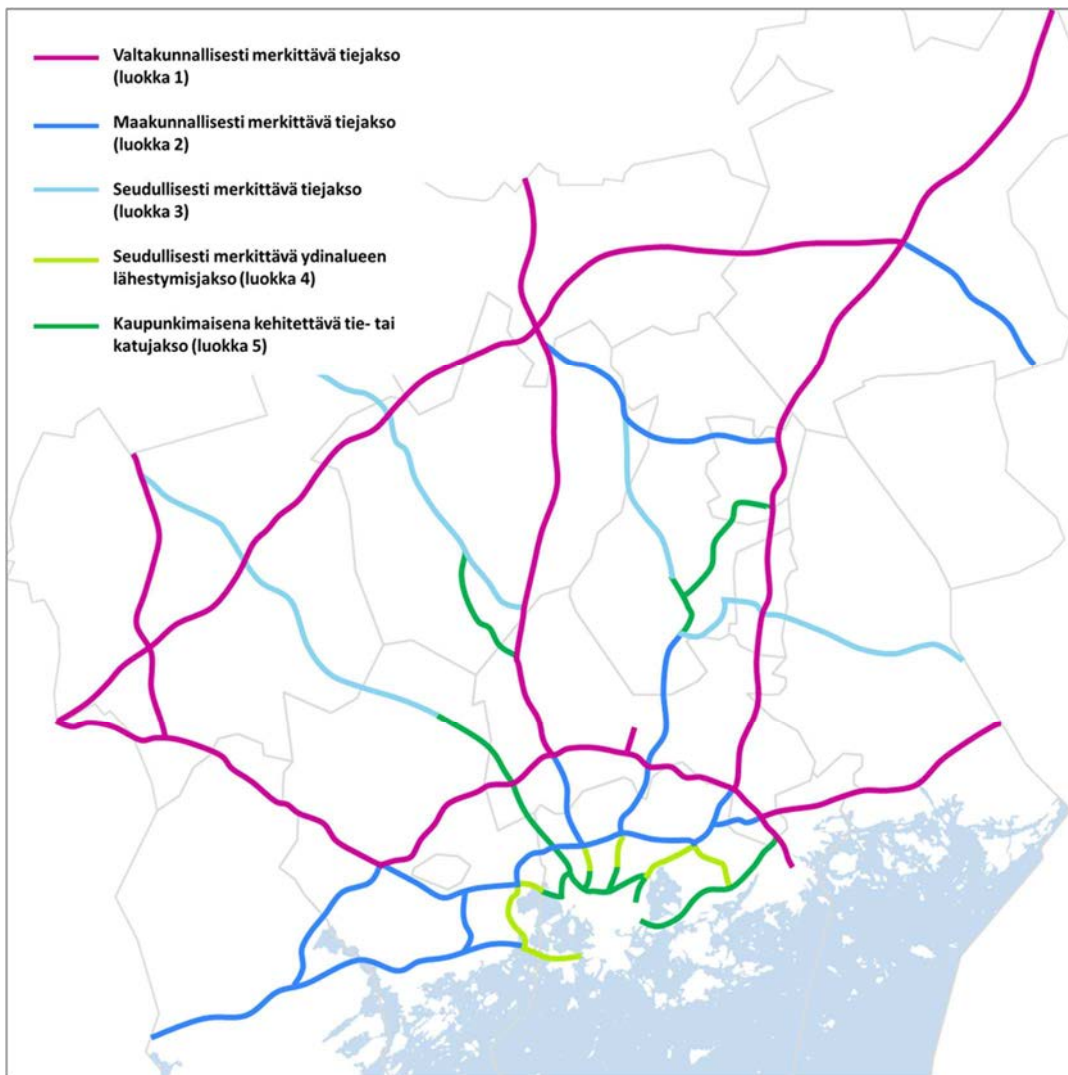 Valtakunnallisesti merkittävä tiejakso
(luokka 1)
Maakunnallisesti merkittävä tiejakso
(luokka 2)
Seudullisesti merkittävä tiejakso
(luokka 3)
Seudullisesti merkittävä ydinalueen
lähestymisjakso (luokka 4)
Kaupunkimaisena kehitettävä tie- tai
katujakso (luokka 5)